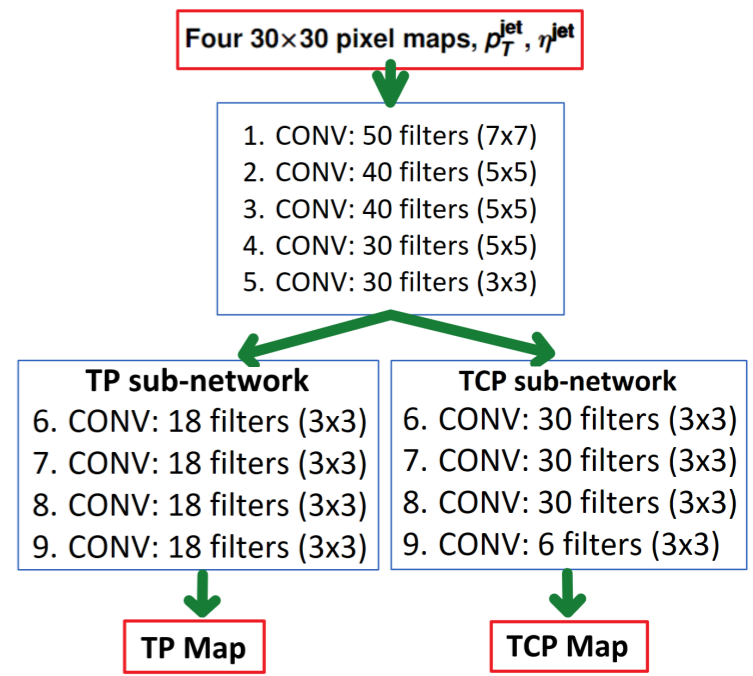 Four 30×30 pixel maps, p_T^jet, η^jet
1. CONV: 50 filters (7x7)
2. CONV: 40 filters (5x5)
3. CONV: 40 filters (5x5)
4. CONV: 30 filters (5x5)
5. CONV: 30 filters (3x3)
TP sub-network
6. CONV: 18 filters (3x3)
7. CONV: 18 filters (3x3)
8. CONV: 18 filters (3x3)
9. CONV: 18 filters (3x3)
TP Map
TCP sub-network
6. CONV: 30 filters (3x3)
7. CONV: 30 filters (3x3)
8. CONV: 30 filters (3x3)
9. CONV: 6 filters (3x3)
TCP Map